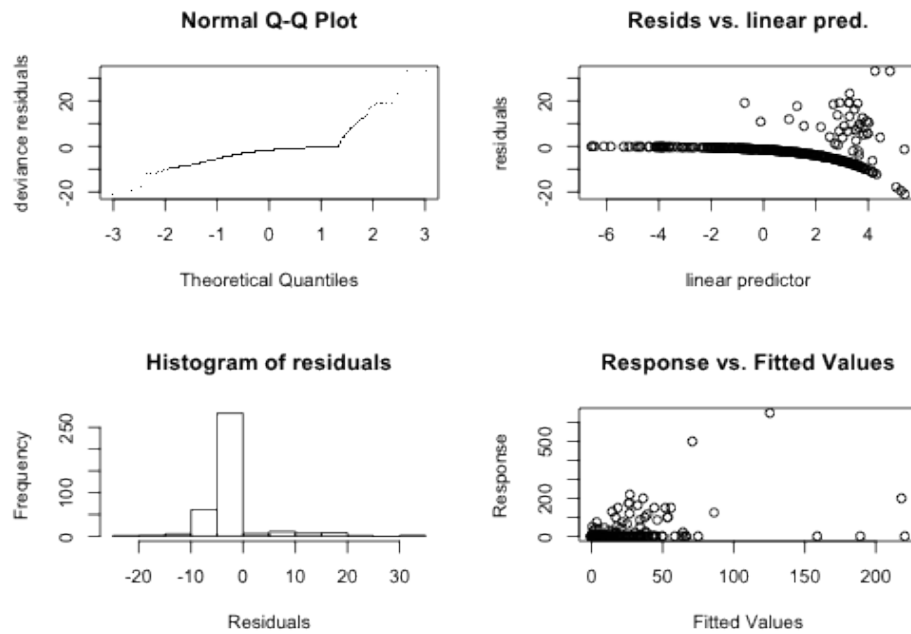 Normal Q-Q Plot
deviance residuals
-20 0 20
-3 -2 -1 0 1 2 3
Theoretical Quantiles
Resids vs. linear pred.
residuals
-20 0 20
-6 -4 -2 0 2 4
linear predictor
Histogram of residuals
Frequency
0 100 250
-20 -10 0 10 20 30
Residuals
Response vs. Fitted Values
Response
0 200 500
0 50 100 150 200
Fitted Values